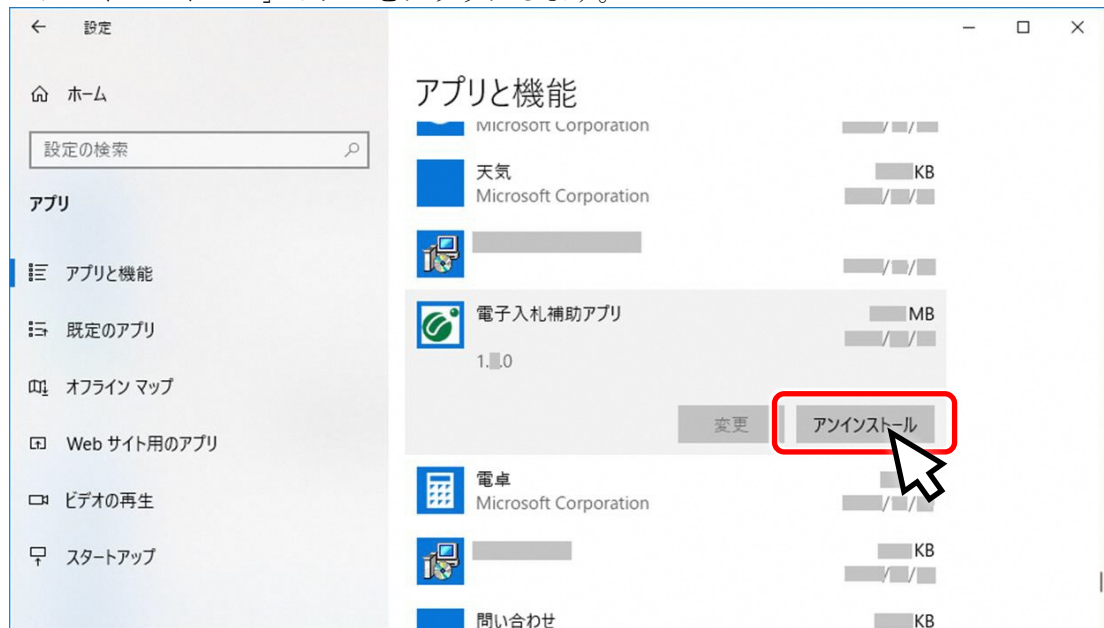 設定
ホーム
設定の検索
アプリ
アプリと機能
既定のアプリ
オフライン マップ
Web サイト用のアプリ
ビデオの再生
スタートアップ
アプリと機能
Microsoft Corporation
/ /
天気
KB
Microsoft Corporation
/ /
/ /
電子入札補助アプリ
MB
/ /
1. .0
変更
アンインストール
電卓
Microsoft Corporation
/ /
KB
/ /
問い合わせ
KB